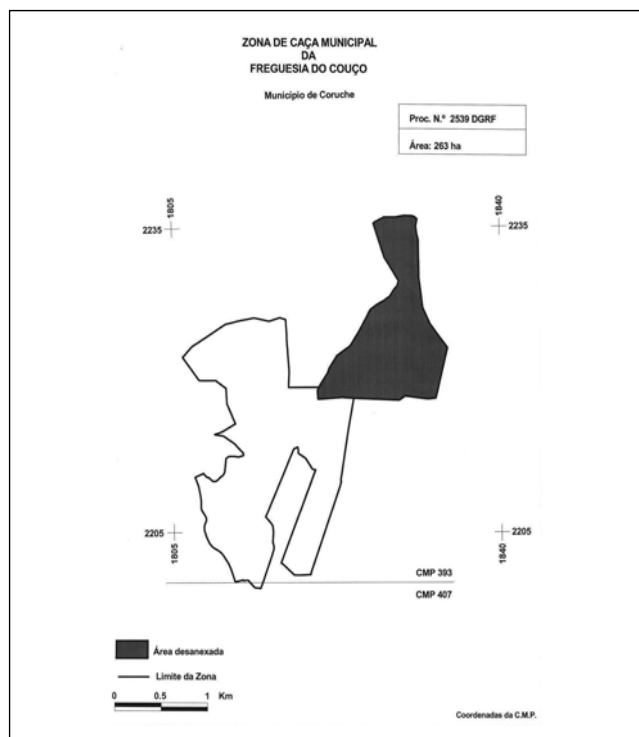 ZONA DE CAÇA MUNICIPAL
DA
FREGUESIA DO COUÇO
Município de Coruche
Proc. N.º 2539 DGRF
Área: 263 ha
1805
2235
1840
2235
2205
1805
2205
1840
CMP 393
CMP 407
Área desanexada
Limite da Zona
0 0.5 1 Km
Coordenadas da C.M.P.